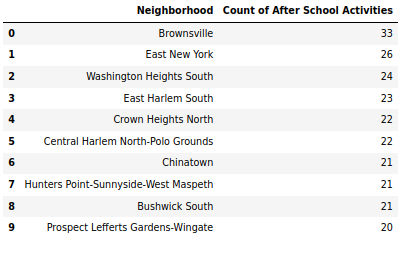 Neighborhood Count of After School Activities
0 Brownsville 33
1 East New York 26
2 Washington Heights South 24
3 East Harlem South 23
4 Crown Heights North 22
5 Central Harlem North-Polo Grounds 22
6 Chinatown 21
7 Hunters Point-Sunnyside-West Maspeth 21
8 Bushwick South 21
9 Prospect Lefferts Gardens-Wingate 20